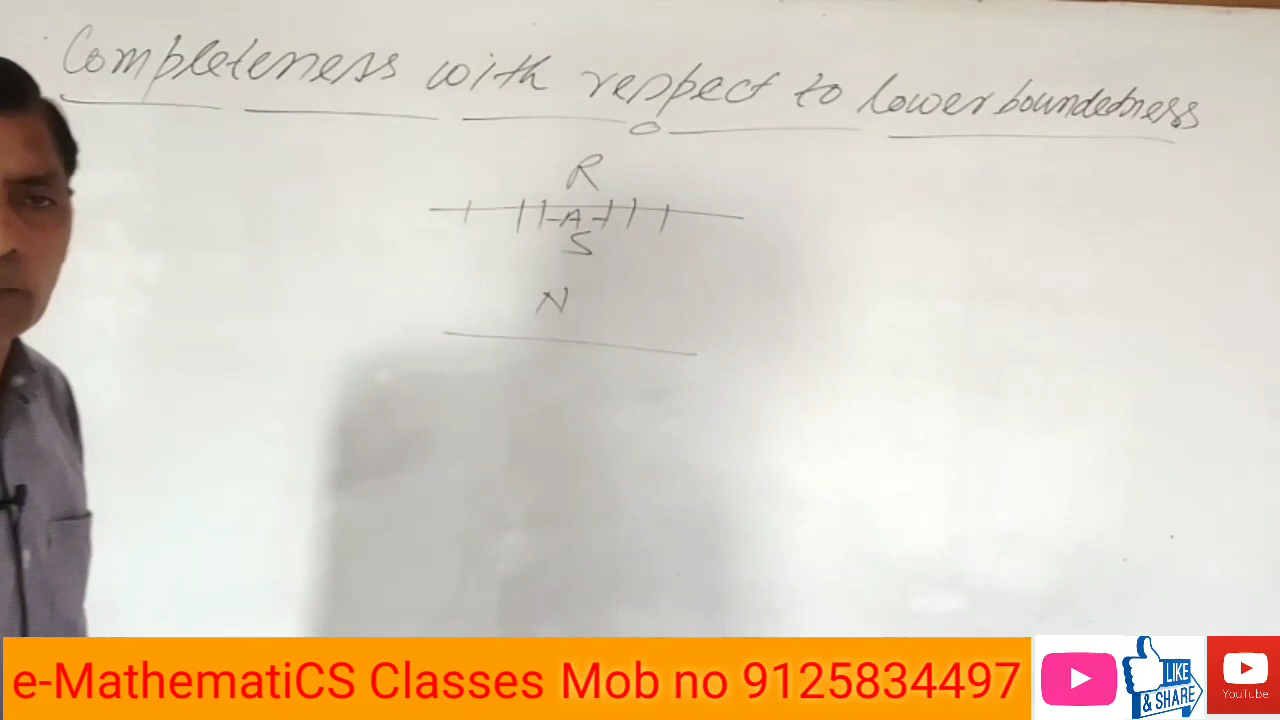 Completeness with respect to lower boundedness
R
A
S
N
e-MathematiCS Classes Mob no 9125834497
LIKE
& SHARE
YouTube